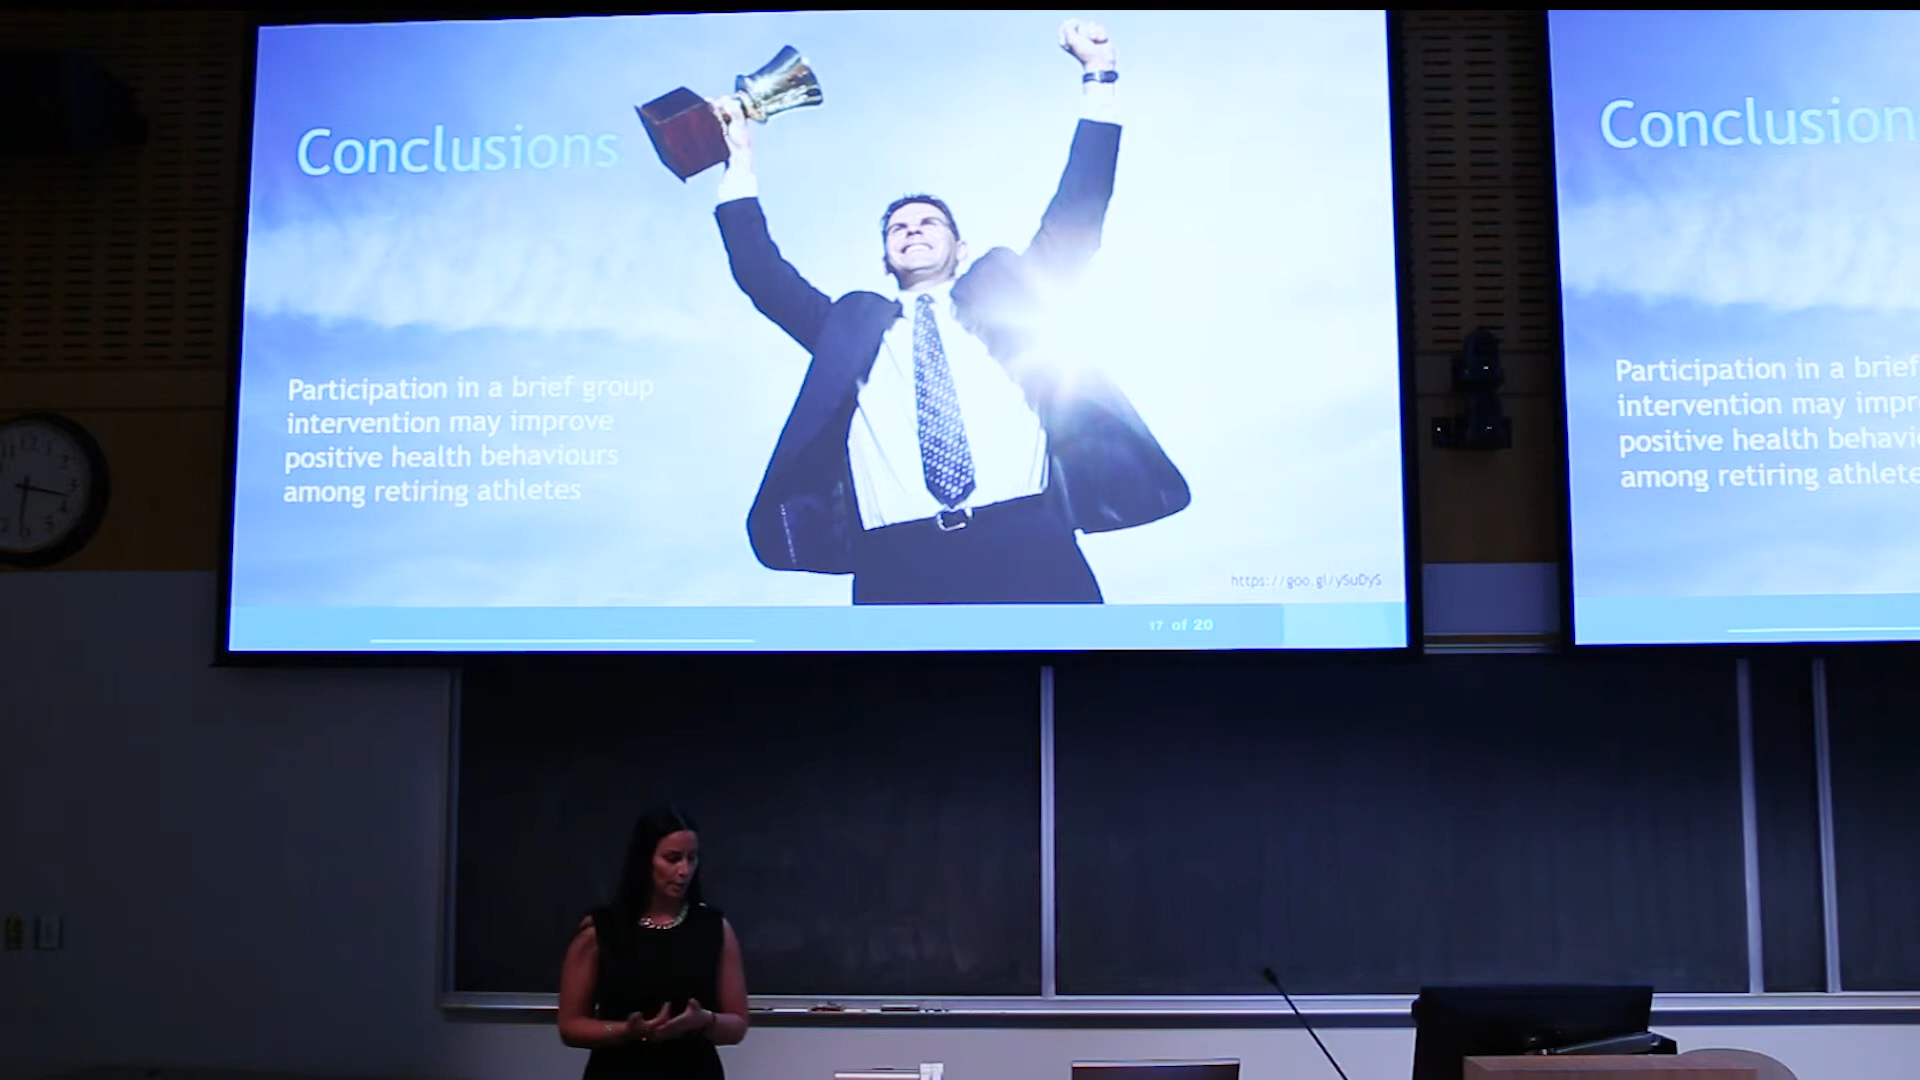 Conclusions
Participation in a brief group
intervention may improve
positive health behaviours
among retiring athletes
https://goo.gl/ySuDyS
17 of 20
Conclusion
Participation in a brief
intervention may impr
positive health behavi
among retiring athlete